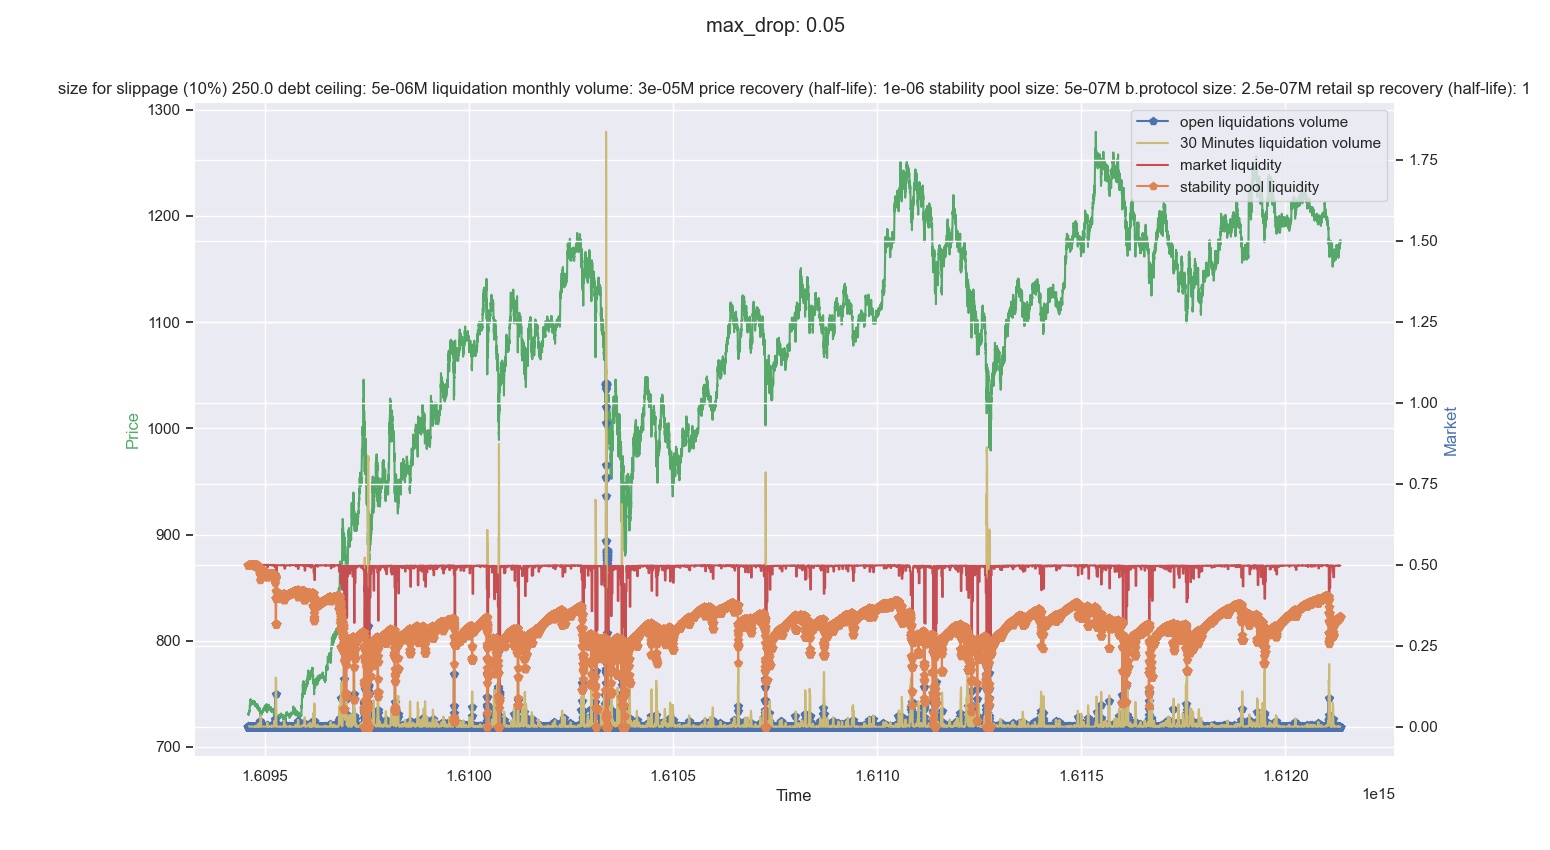 max_drop: 0.05
size for slippage (10%) 250.0 debt ceiling: 5e-06M liquidation monthly volume: 3e-05M price recovery (half-life): 1e-06 stability pool size: 5e-07M b.protocol size: 2.5e-07M retail sp recovery (half-life): 1
1300
1200
1100
1000
900
800
700
Price
open liquidations volume
30 Minutes liquidation volume
market liquidity
stability pool liquidity
1.75
1.50
1.25
1.00
0.75
0.50
0.25
0.00
Market
1.6095
1.6100
1.6105
1.6110
1.6115
1.6120
Time
1e15